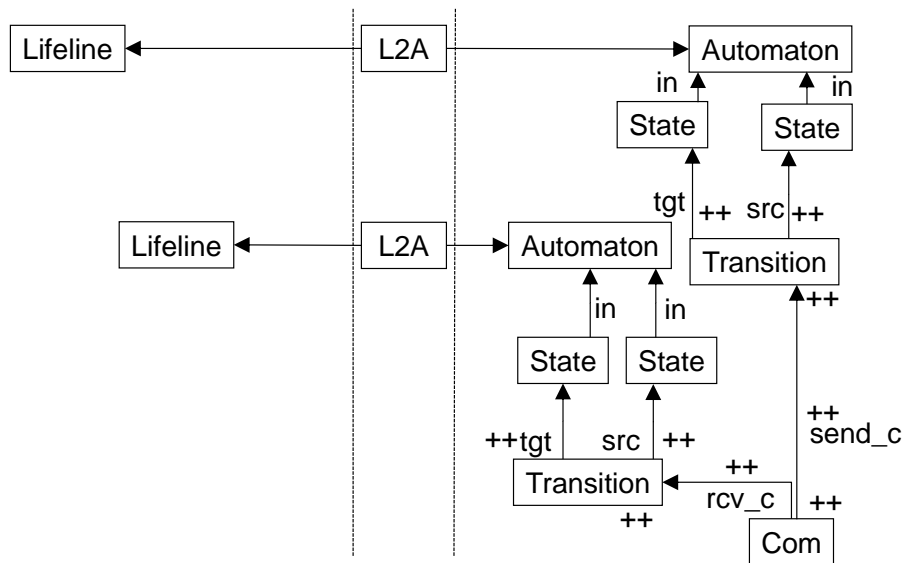 Lifeline L2A Automaton
in in
State State
tgt ++ src ++
Lifeline L2A Automaton Transition
++
in in
State State
++
send_c
++ tgt src ++
++
Transition rcv_c ++
++
Com